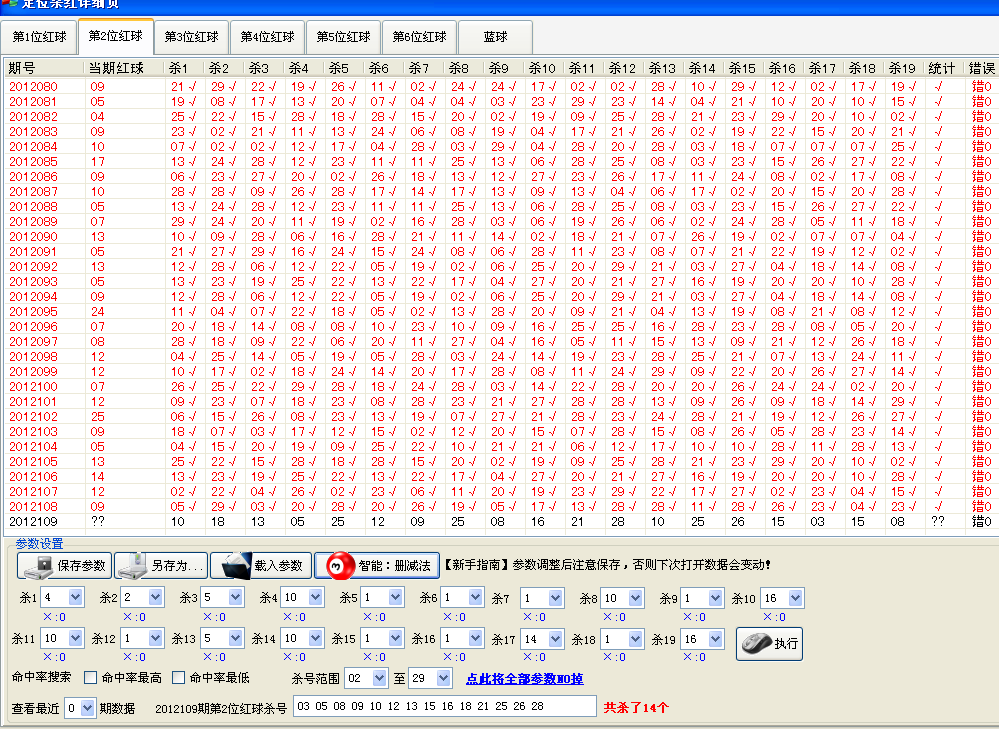 定位杀红详细页
第1位红球 第2位红球 第3位红球 第4位红球 第5位红球 第6位红球 蓝球
期号 当期红球 杀1 杀2 杀3 杀4 杀5 杀6 杀7 杀8 杀9 杀10 杀11 杀12 杀13 杀14 杀15 杀16 杀17 杀18 杀19 统计 错误
2012080 09 21 √ 29 √ 22 √ 19 √ 26 √ 11 √ 02 √ 24 √ 24 √ 17 √ 02 √ 02 √ 28 √ 10 √ 29 √ 12 √ 02 √ 17 √ 19 √ √ 错0
2012081 05 19 √ 08 √ 17 √ 13 √ 20 √ 07 √ 04 √ 04 √ 03 √ 23 √ 29 √ 23 √ 14 √ 04 √ 21 √ 10 √ 20 √ 10 √ 15 √ √ 错0
2012082 04 25 √ 22 √ 15 √ 28 √ 18 √ 28 √ 15 √ 20 √ 02 √ 19 √ 09 √ 25 √ 28 √ 21 √ 23 √ 29 √ 20 √ 10 √ 02 √ √ 错0
2012083 09 23 √ 02 √ 21 √ 11 √ 13 √ 24 √ 06 √ 08 √ 19 √ 04 √ 17 √ 21 √ 26 √ 02 √ 19 √ 22 √ 15 √ 20 √ 21 √ √ 错0
2012084 10 07 √ 02 √ 02 √ 12 √ 17 √ 04 √ 28 √ 03 √ 29 √ 04 √ 28 √ 20 √ 28 √ 03 √ 18 √ 07 √ 07 √ 07 √ 25 √ √ 错0
2012085 17 13 √ 24 √ 28 √ 12 √ 23 √ 11 √ 11 √ 25 √ 13 √ 06 √ 28 √ 25 √ 08 √ 03 √ 23 √ 15 √ 26 √ 27 √ 22 √ √ 错0
2012086 09 06 √ 23 √ 27 √ 20 √ 02 √ 26 √ 18 √ 13 √ 12 √ 27 √ 23 √ 26 √ 17 √ 11 √ 24 √ 08 √ 02 √ 17 √ 08 √ √ 错0
2012087 10 28 √ 28 √ 09 √ 26 √ 28 √ 17 √ 14 √ 17 √ 13 √ 09 √ 13 √ 04 √ 06 √ 17 √ 02 √ 20 √ 15 √ 20 √ 28 √ √ 错0
2012088 05 13 √ 24 √ 28 √ 12 √ 23 √ 11 √ 11 √ 25 √ 13 √ 06 √ 28 √ 25 √ 08 √ 03 √ 23 √ 15 √ 26 √ 27 √ 22 √ √ 错0
2012089 07 29 √ 24 √ 20 √ 11 √ 19 √ 02 √ 16 √ 28 √ 03 √ 06 √ 19 √ 26 √ 06 √ 02 √ 24 √ 28 √ 05 √ 11 √ 18 √ √ 错0
2012090 13 10 √ 09 √ 28 √ 06 √ 16 √ 28 √ 21 √ 11 √ 14 √ 02 √ 18 √ 21 √ 07 √ 26 √ 19 √ 02 √ 07 √ 07 √ 04 √ √ 错0
2012091 05 21 √ 27 √ 29 √ 16 √ 24 √ 15 √ 24 √ 08 √ 06 √ 28 √ 11 √ 23 √ 08 √ 07 √ 21 √ 22 √ 19 √ 12 √ 02 √ √ 错0
2012092 13 12 √ 28 √ 06 √ 12 √ 22 √ 05 √ 19 √ 02 √ 06 √ 25 √ 20 √ 29 √ 21 √ 03 √ 27 √ 04 √ 18 √ 14 √ 08 √ √ 错0
2012093 05 13 √ 23 √ 19 √ 25 √ 22 √ 13 √ 22 √ 17 √ 04 √ 27 √ 20 √ 21 √ 27 √ 16 √ 19 √ 20 √ 20 √ 10 √ 28 √ √ 错0
2012094 09 12 √ 28 √ 06 √ 12 √ 22 √ 05 √ 19 √ 02 √ 06 √ 25 √ 20 √ 29 √ 21 √ 03 √ 27 √ 04 √ 18 √ 14 √ 08 √ √ 错0
2012095 24 11 √ 04 √ 07 √ 22 √ 18 √ 05 √ 02 √ 13 √ 28 √ 20 √ 09 √ 21 √ 04 √ 13 √ 19 √ 08 √ 21 √ 08 √ 12 √ √ 错0
2012096 07 20 √ 18 √ 14 √ 08 √ 08 √ 10 √ 23 √ 10 √ 09 √ 16 √ 25 √ 25 √ 16 √ 28 √ 23 √ 28 √ 08 √ 05 √ 20 √ √ 错0
2012097 08 28 √ 18 √ 09 √ 22 √ 06 √ 20 √ 11 √ 27 √ 04 √ 16 √ 05 √ 11 √ 15 √ 13 √ 09 √ 21 √ 12 √ 26 √ 18 √ √ 错0
2012098 12 04 √ 25 √ 14 √ 05 √ 19 √ 05 √ 28 √ 03 √ 24 √ 14 √ 19 √ 23 √ 28 √ 25 √ 21 √ 07 √ 13 √ 24 √ 11 √ √ 错0
2012099 12 10 √ 17 √ 02 √ 18 √ 24 √ 14 √ 20 √ 17 √ 28 √ 08 √ 11 √ 24 √ 29 √ 09 √ 22 √ 20 √ 26 √ 27 √ 14 √ √ 错0
2012100 07 26 √ 25 √ 22 √ 29 √ 28 √ 18 √ 24 √ 28 √ 03 √ 14 √ 22 √ 28 √ 20 √ 20 √ 26 √ 24 √ 24 √ 02 √ 20 √ √ 错0
2012101 12 09 √ 23 √ 07 √ 18 √ 23 √ 08 √ 28 √ 23 √ 21 √ 27 √ 28 √ 28 √ 13 √ 09 √ 26 √ 09 √ 18 √ 14 √ 29 √ √ 错0
2012102 25 06 √ 15 √ 26 √ 08 √ 23 √ 13 √ 19 √ 07 √ 27 √ 21 √ 28 √ 23 √ 24 √ 28 √ 21 √ 19 √ 12 √ 26 √ 27 √ √ 错0
2012103 09 18 √ 07 √ 03 √ 17 √ 12 √ 15 √ 02 √ 12 √ 20 √ 15 √ 07 √ 28 √ 15 √ 08 √ 26 √ 05 √ 28 √ 23 √ 14 √ √ 错0
2012104 05 04 √ 15 √ 20 √ 19 √ 09 √ 25 √ 22 √ 10 √ 21 √ 21 √ 06 √ 12 √ 17 √ 10 √ 10 √ 28 √ 11 √ 28 √ 13 √ √ 错0
2012105 13 25 √ 22 √ 15 √ 28 √ 18 √ 28 √ 15 √ 20 √ 02 √ 19 √ 09 √ 25 √ 28 √ 21 √ 23 √ 29 √ 20 √ 10 √ 02 √ √ 错0
2012106 14 13 √ 23 √ 19 √ 25 √ 22 √ 13 √ 22 √ 17 √ 04 √ 27 √ 20 √ 21 √ 27 √ 16 √ 19 √ 20 √ 20 √ 10 √ 28 √ √ 错0
2012107 12 02 √ 22 √ 04 √ 26 √ 02 √ 23 √ 06 √ 11 √ 20 √ 19 √ 23 √ 29 √ 22 √ 17 √ 27 √ 02 √ 23 √ 04 √ 15 √ √ 错0
2012108 09 05 √ 29 √ 03 √ 28 √ 20 √ 26 √ 19 √ 05 √ 17 √ 13 √ 28 √ 28 √ 11 √ 28 √ 26 √ 23 √ 04 √ 23 √ √ 错0
2012109 ?? 10 18 13 05 25 12 09 25 08 16 21 28 10 25 26 15 03 15 08 ?? 错0
参数设置
保存参数 另存为... 载入参数 智能：删减法 【新手指南】参数调整后注意保存，否则下次打开数据会变动!
杀1 4 杀2 2 杀3 5 杀4 10 杀5 1 杀6 1 杀7 1 杀8 10 杀9 1 杀10 16
×:0 ×:0 ×:0 ×:0 ×:0 ×:0 ×:0 ×:0 ×:0 ×:0
杀11 10 杀12 1 杀13 5 杀14 10 杀15 1 杀16 1 杀17 14 杀18 1 杀19 16 执行
×:0 ×:0 ×:0 ×:0 ×:0 ×:0 ×:0 ×:0 ×:0
命中率搜索 命中率最高 命中率最低 杀号范围 02 至 29 点此将全部参数NO掉
查看最近 0 期数据 2012109期第2位红球杀号 03 05 08 09 10 12 13 15 16 18 21 25 26 28 共杀了14个